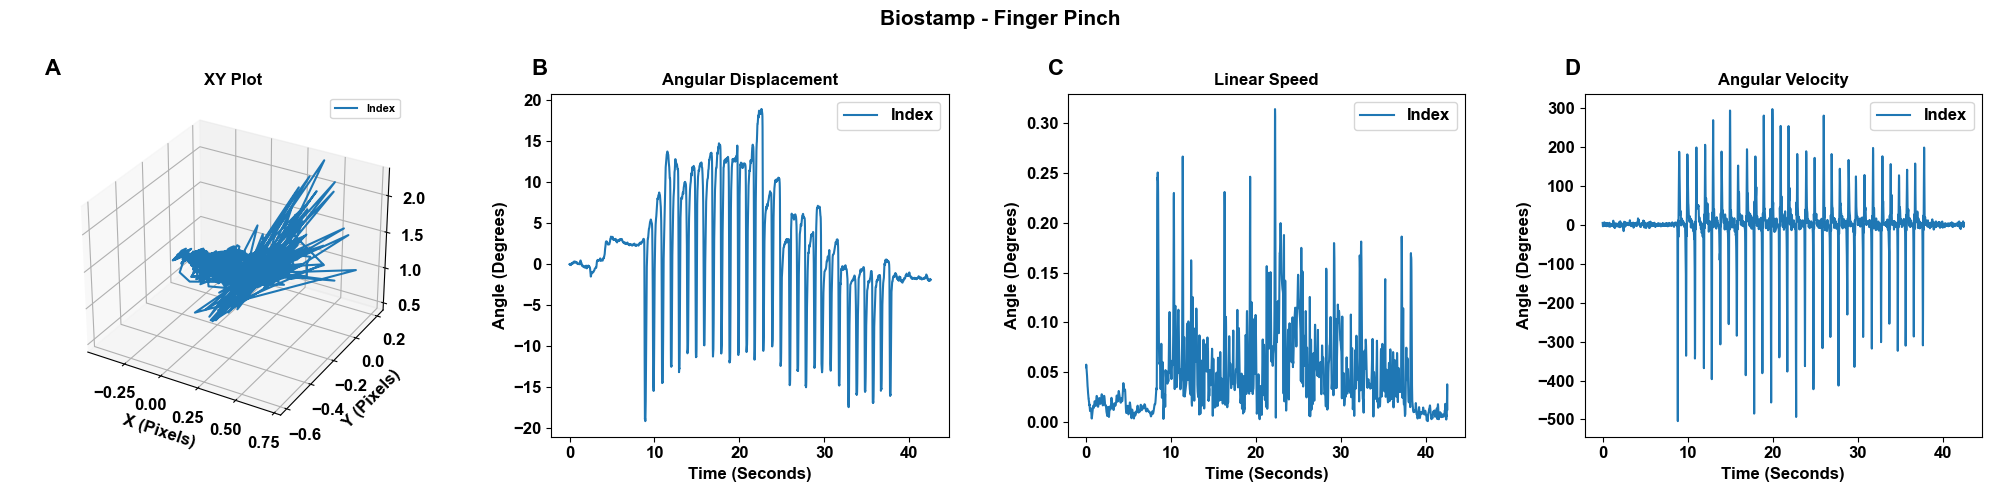 Biostamp - Finger Pinch
A
XY Plot
Index
2.0
1.5
1.0
0.5
0.2
0.0
−0.2
−0.4
−0.6
Y (Pixels)
−0.25
0.00
0.25
0.50
0.75
X (Pixels)
B
Angular Displacement
Index
20
15
10
5
0
−5
−10
−15
−20
Angle (Degrees)
0 10 20 30 40
Time (Seconds)
C
Linear Speed
Index
0.30
0.25
0.20
0.15
0.10
0.05
0.00
Angle (Degrees)
0 10 20 30 40
Time (Seconds)
D
Angular Velocity
Index
300
200
100
0
−100
−200
−300
−400
−500
Angle (Degrees)
0 10 20 30 40
Time (Seconds)